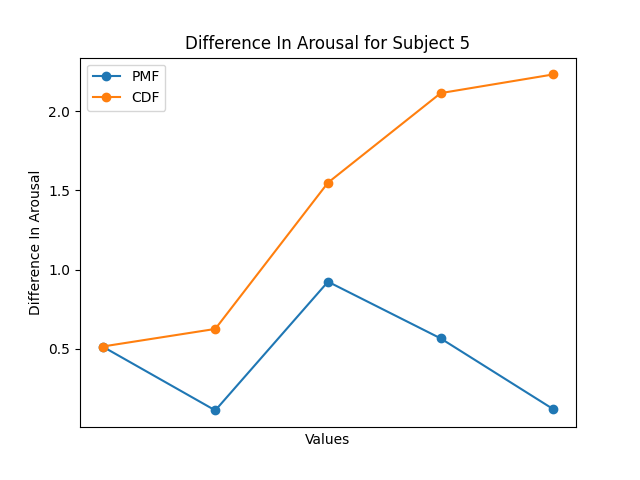 Difference In Arousal for Subject 5
PMF
CDF
2.0
1.5
1.0
0.5
Difference In Arousal
Values